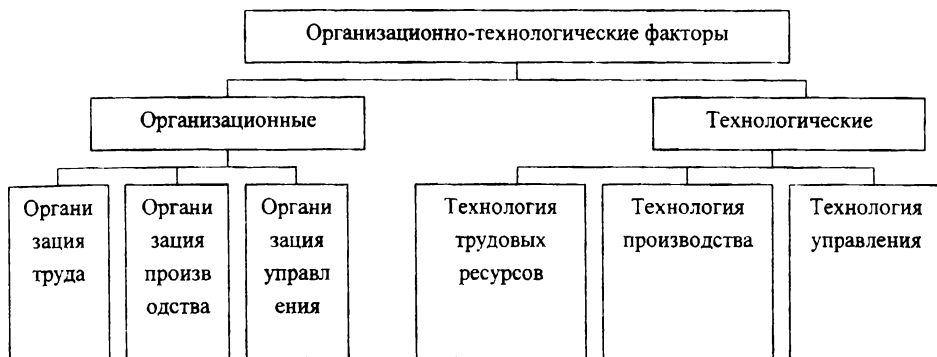 Организационно-технологические факторы
Организационные
Технологические
Органи
зация
труда
Органи
зация
произв
одства
Органи
зация
управл
ения
Технология
трудовых
ресурсов
Технология
производства
Технология
управления